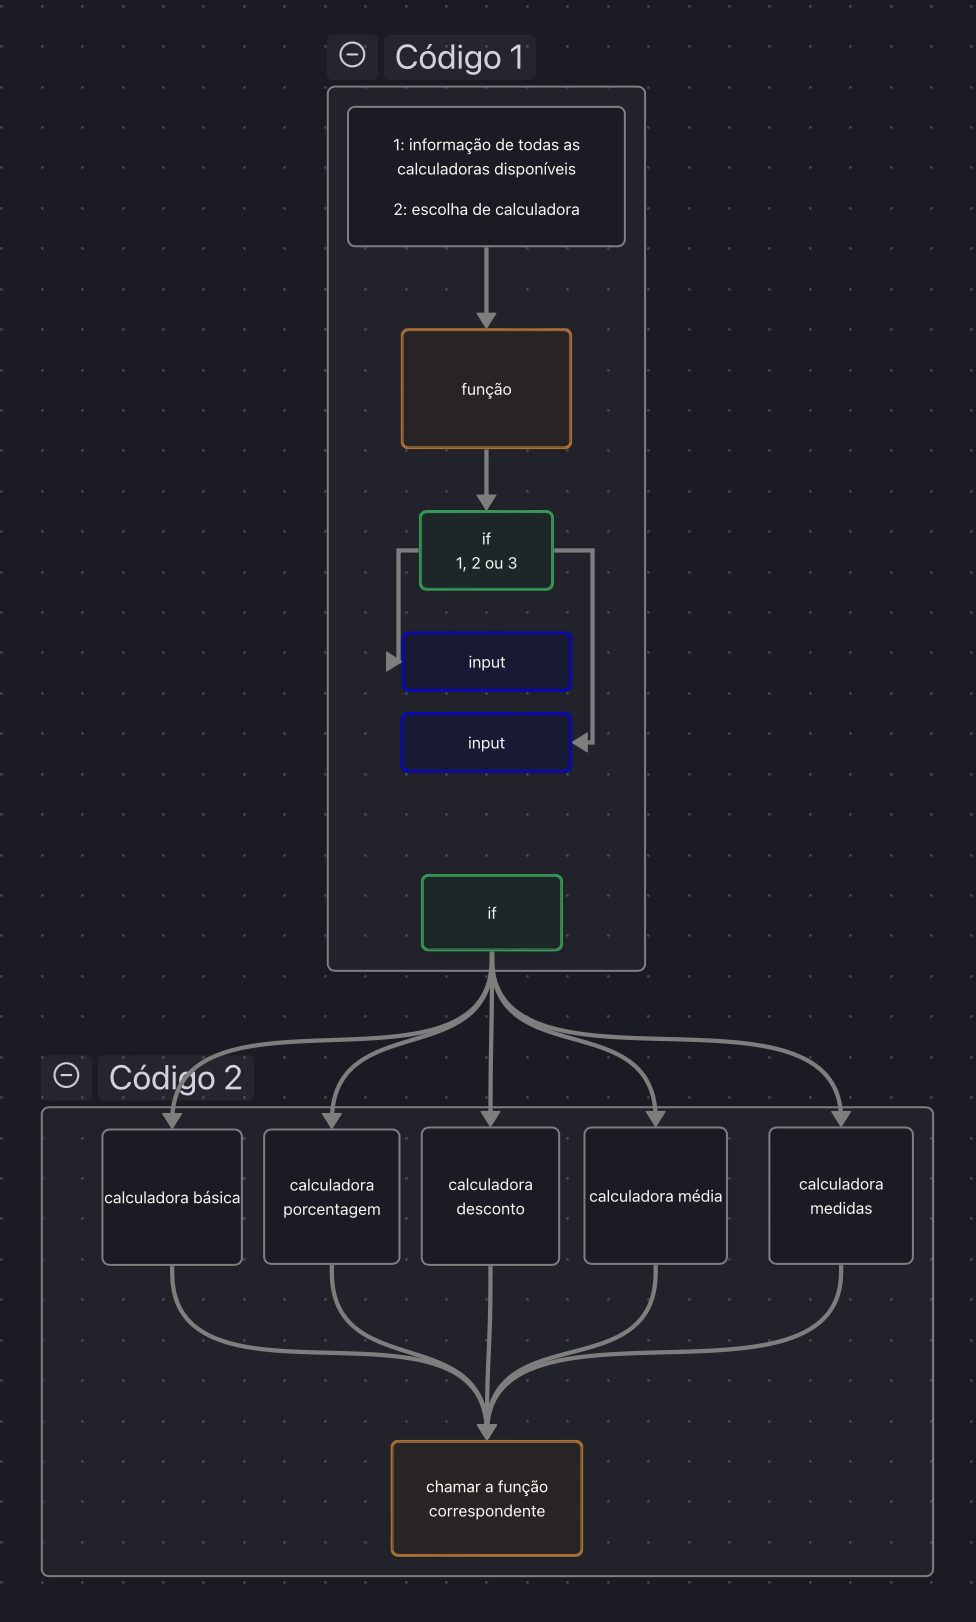 Código 1
1: informação de todas as
calculadoras disponíveis
2: escolha de calculadora
função
if
1, 2 ou 3
input
input
if
Código 2
calculadora básica
calculadora
porcentagem
calculadora
desconto
calculadora média
calculadora
medidas
chamar a função
correspondente